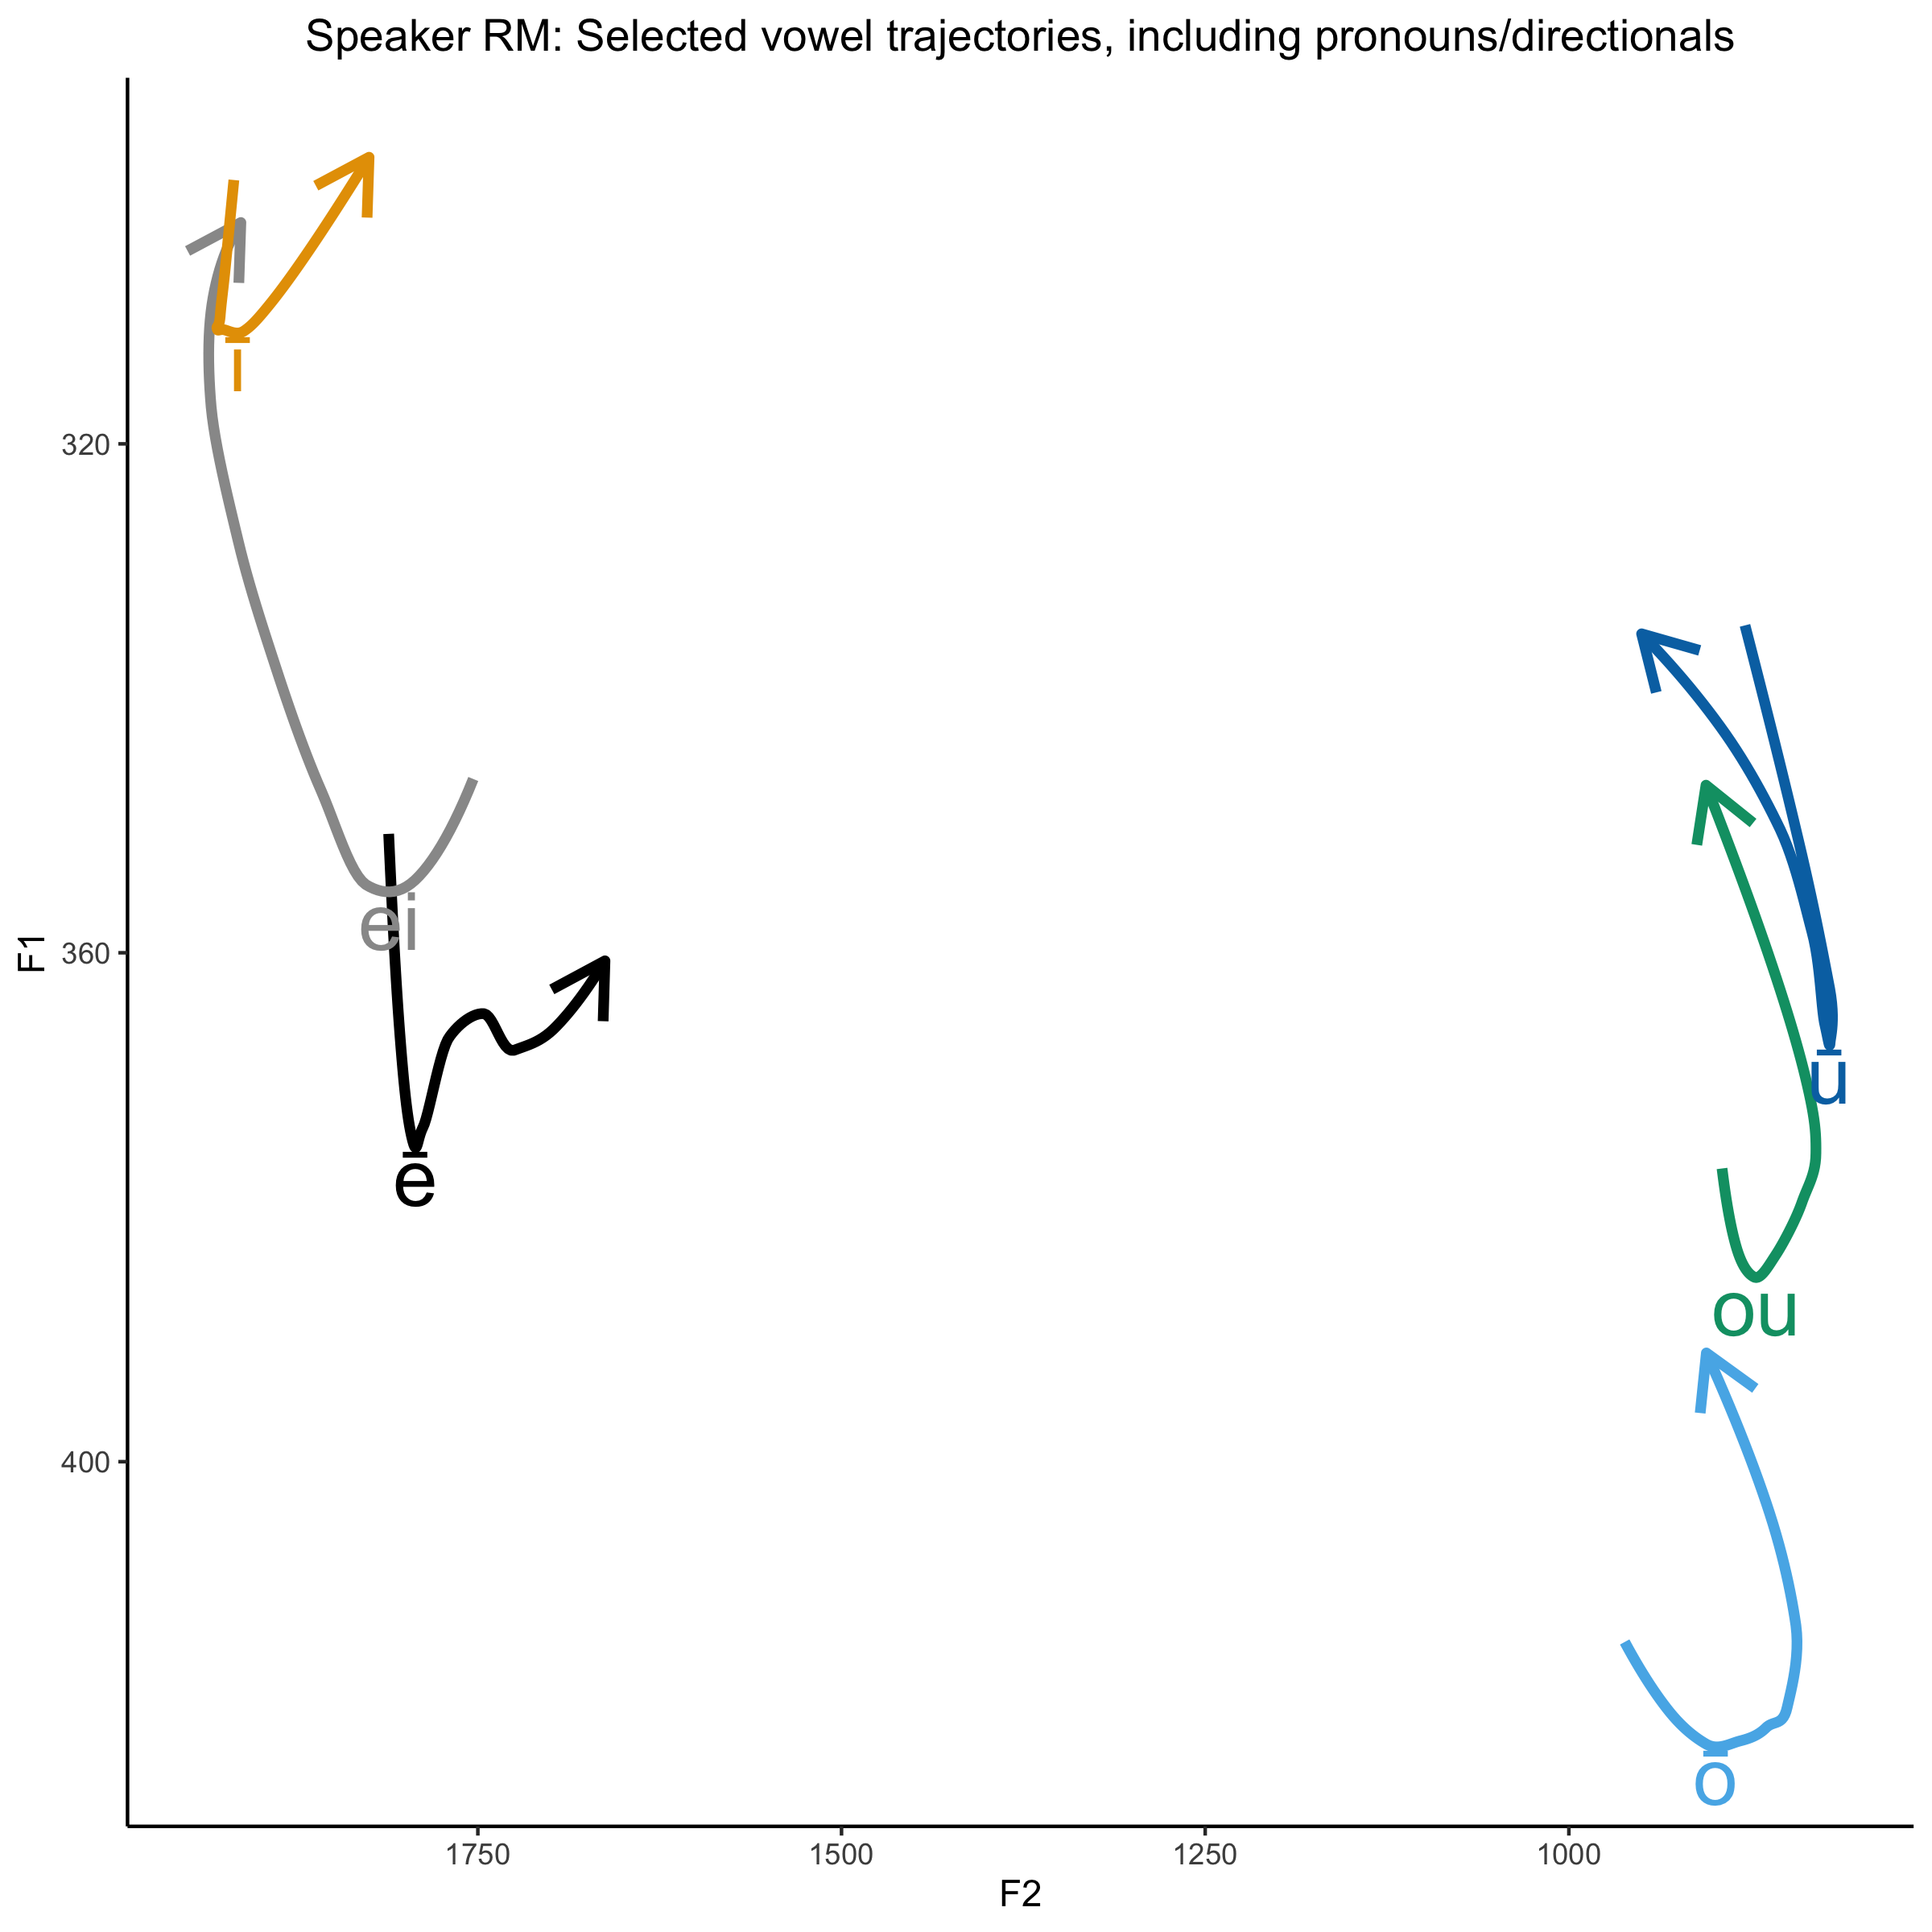 Speaker RM: Selected vowel trajectories, including pronouns/directionals
ī
320
ei
F1
360
ū
ē
ou
400
ō
1750
1500
1250
1000
F2